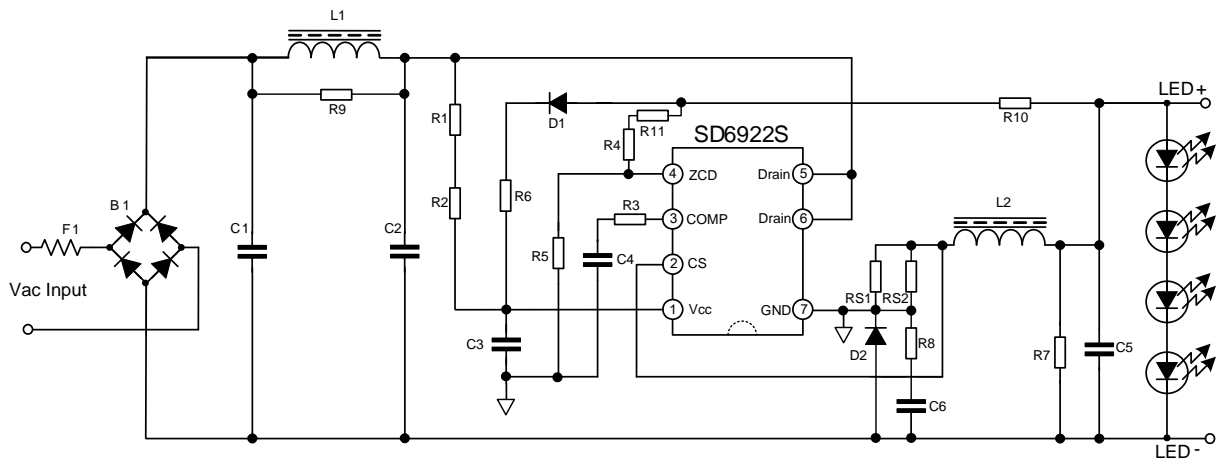 L1
LED+
R9
D1
R10
R1
R11
R4
SD6922S
4
ZCD
Drain
5
L2
B1
R2
R6
R3
3
COMP
Drain
6
F1
C1
C2
R5
C4
2
CS
RS1
RS2
Vac Input
1
Vcc
GND
7
C3
D2
R8
R7
C5
C6
LED-